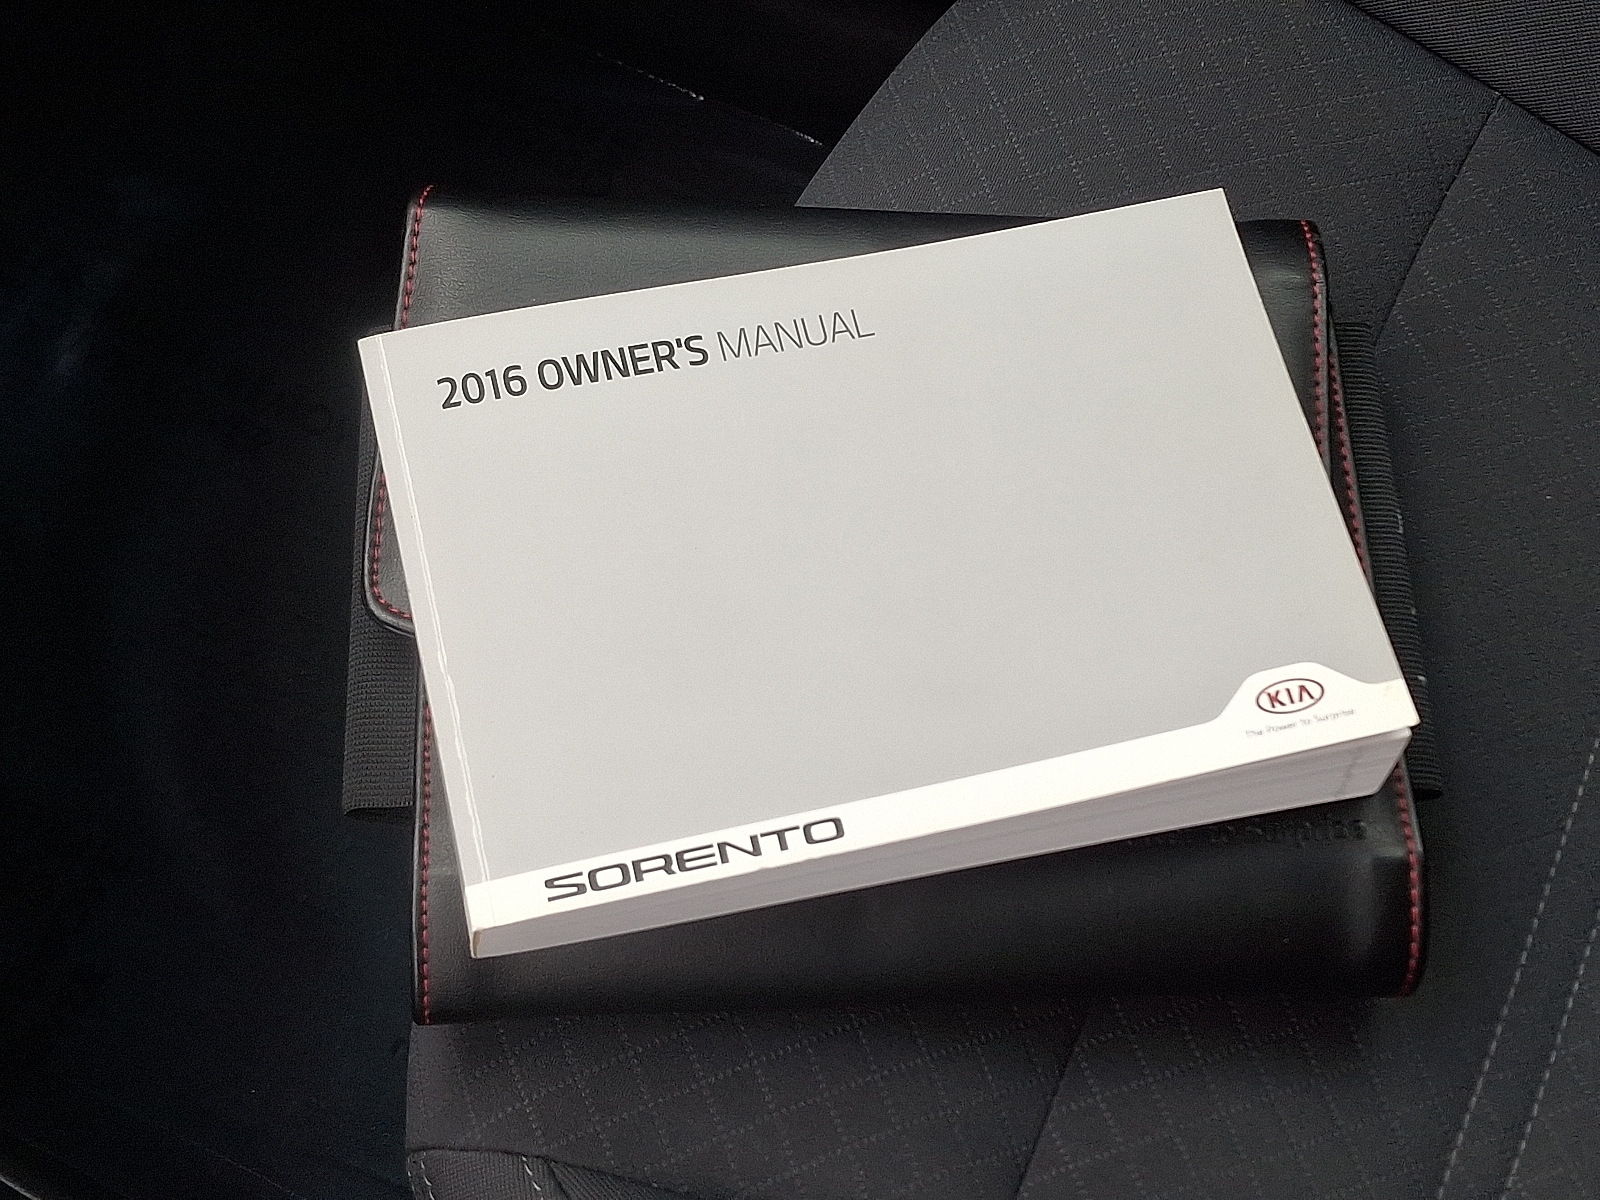 2016 OWNER'S MANUAL
KIA
The Power to Surprise
SORENTO